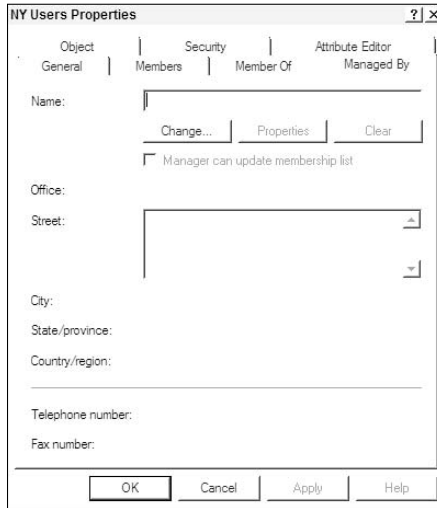 NY Users Properties ? ×
Object Security Attribute Editor
General Members Member Of Managed By
Name:
Change... Properties Clear
Manager can update membership list
Office:
Street:
City:
State/province:
Country/region:
Telephone number:
Fax number:
OK Cancel Apply Help